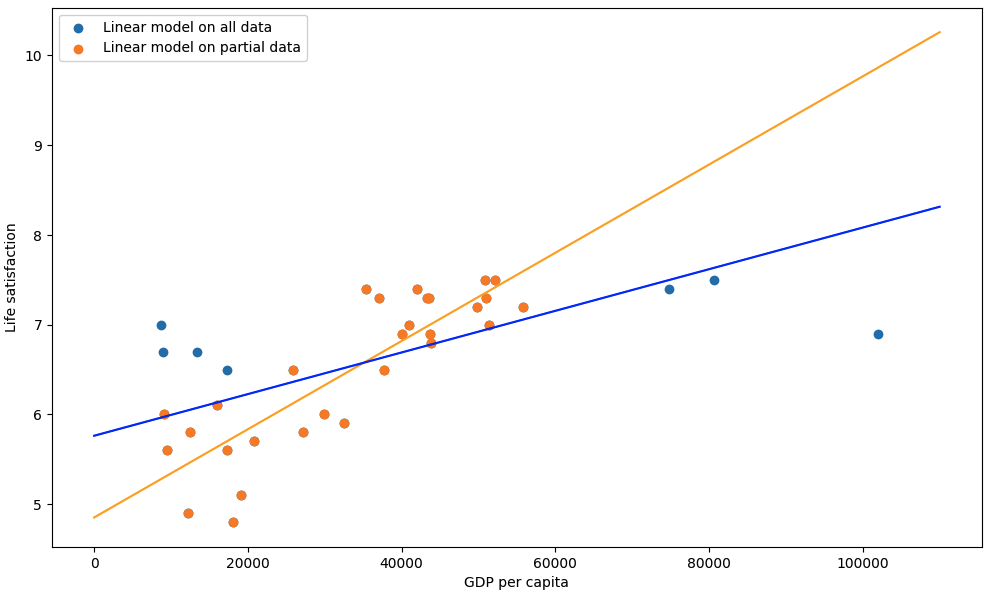 Linear model on all data
Linear model on partial data
10
9
8
7
6
5
Life satisfaction
0 20000 40000 60000 80000 100000
GDP per capita